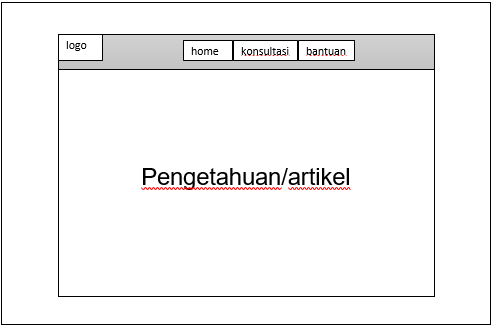 logo
home konsultasi bantuan
Pengetahuan/artikel